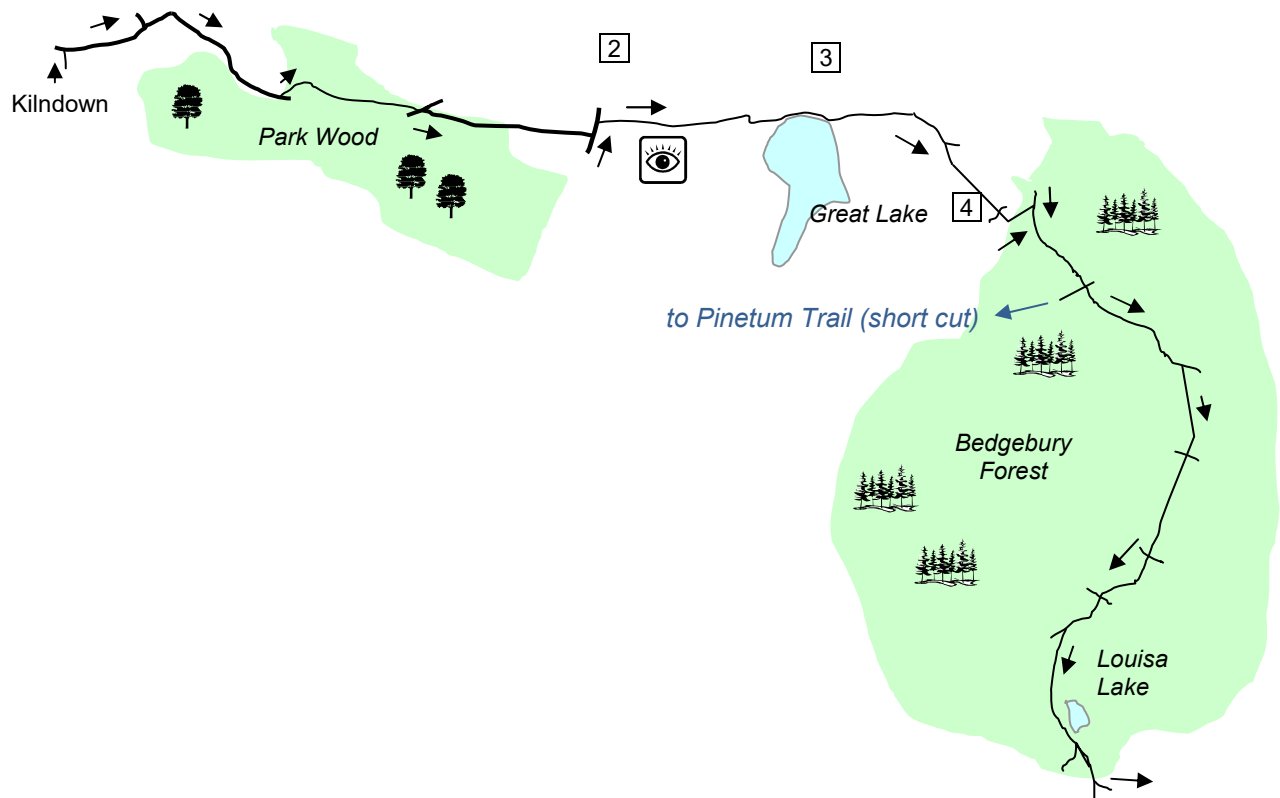 2
3
Kilndown
Park Wood
Great Lake
4
to Pinetum Trail (short cut)
Bedgebury
Forest
Louisa
Lake